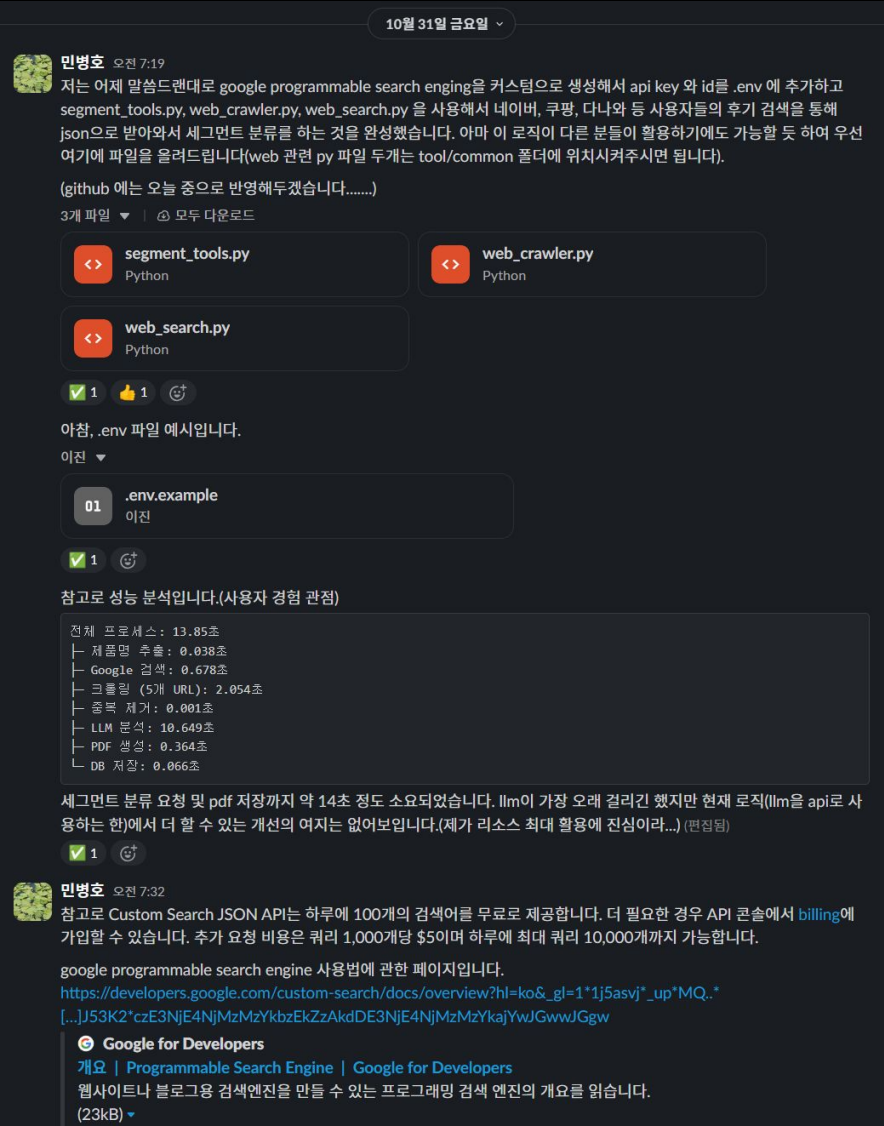 10월 31일 금요일
민병호 오전 7:19
저는 어제 말씀드랜대로 google programmable search enging을 커스텀으로 생성해서 api key 와 id를 .env 에 추가하고
segment_tools.py, web_crawler.py, web_search.py 을 사용해서 네이버, 쿠팡, 다나와 등 사용자들의 후기 검색을 통해
json으로 받아와서 세그먼트 분류를 하는 것을 완성했습니다. 아마 이 로직이 다른 분들이 활용하기에도 가능할 듯 하여 우선
여기에 파일을 올려드립니다(web 관련 py 파일 두개는 tool/common 폴더에 위치시켜주시면 됩니다).
(github 에는 오늘 중으로 반영해두겠습니다.......)
3개 파일 모두 다운로드
segment_tools.py web_crawler.py
Python Python
web_search.py
Python
1 1
아참, .env 파일 예시입니다.
이진
01 .env.example
이진
1
참고로 성능 분석입니다.(사용자 경험 관점)
전체 프로세스: 13.85초
├─ 제품명 추출: 0.038초
├─ Google 검색: 0.678초
├─ 크롤링 (5개 URL): 2.054초
├─ 중복 제거: 0.001초
├─ LLM 분석: 10.649초
├─ PDF 생성: 0.364초
└─ DB 저장: 0.066초
세그먼트 분류 요청 및 pdf 저장까지 약 14초 정도 소요되었습니다. llm이 가장 오래 걸리긴 했지만 현재 로직(llm을 api로 사
용하는 한)에서 더 할 수 있는 개선의 여지는 없어보입니다.(제가 리소스 최대 활용에 진심이라...) (편집됨)
1
민병호 오전 7:32
참고로 Custom Search JSON API는 하루에 100개의 검색어를 무료로 제공합니다. 더 필요한 경우 API 콘솔에서 billing에
가입할 수 있습니다. 추가 요청 비용은 쿼리 1,000개당 $5이며 하루에 최대 쿼리 10,000개까지 가능합니다.
google programmable search engine 사용법에 관한 페이지입니다.
https://developers.google.com/custom-search/docs/overview?hl=ko&_gl=1*1j5asvj*_up*MQ..*
[…]J53K2*czE3NjE4NjMzMzYkbzEkZzAkdDE3NjE4NjMzMzYkajYwJGwwJGgw
Google for Developers
개요 | Programmable Search Engine | Google for Developers
웹사이트나 블로그용 검색엔진을 만들 수 있는 프로그래밍 검색 엔진의 개요를 읽습니다.
(23kB)